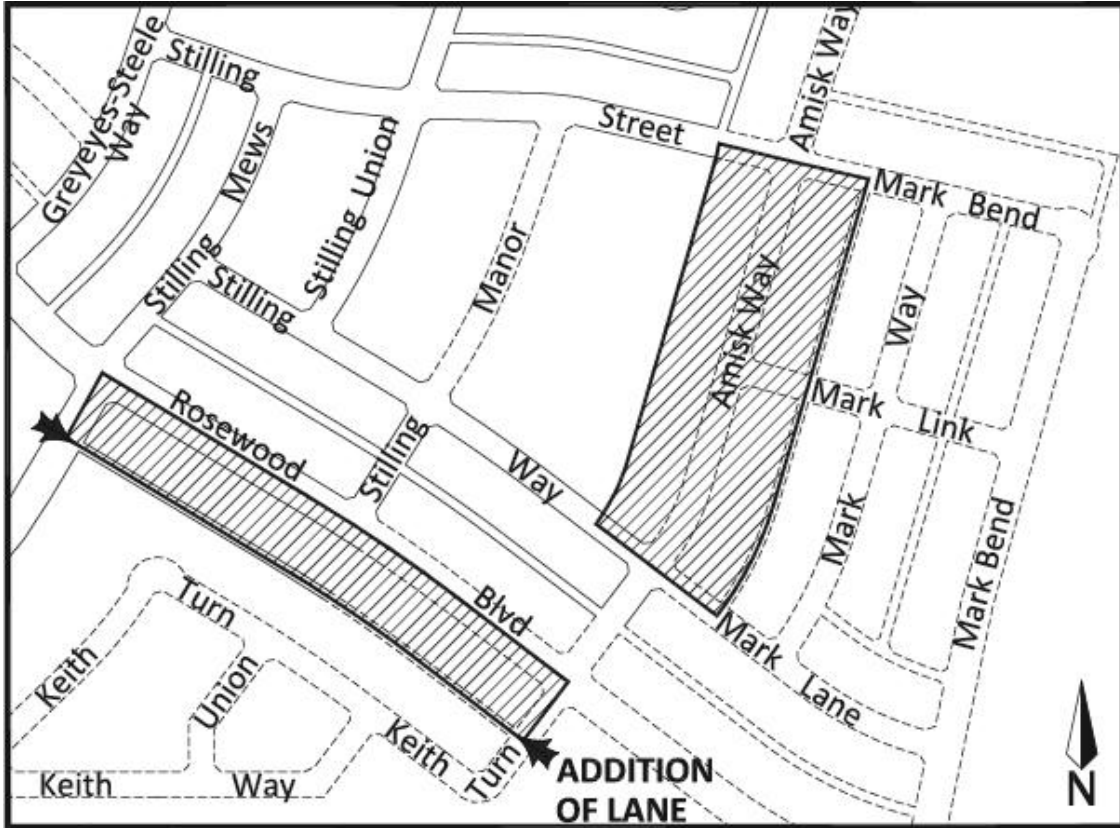 Greyeyes-Steele
Way
Stilling
Street
Amisk Way
Mark Bend
Mews
Stilling Union
Stilling
Stilling
Manor
Amisk Way
Way
Mark Link
Rosewood
Blvd
Stilling
Way
Mark
Mark Bend
Mark Lane
Turn
Keith
Union
Keith
Turn
Keith Way
ADDITION
OF LANE
N